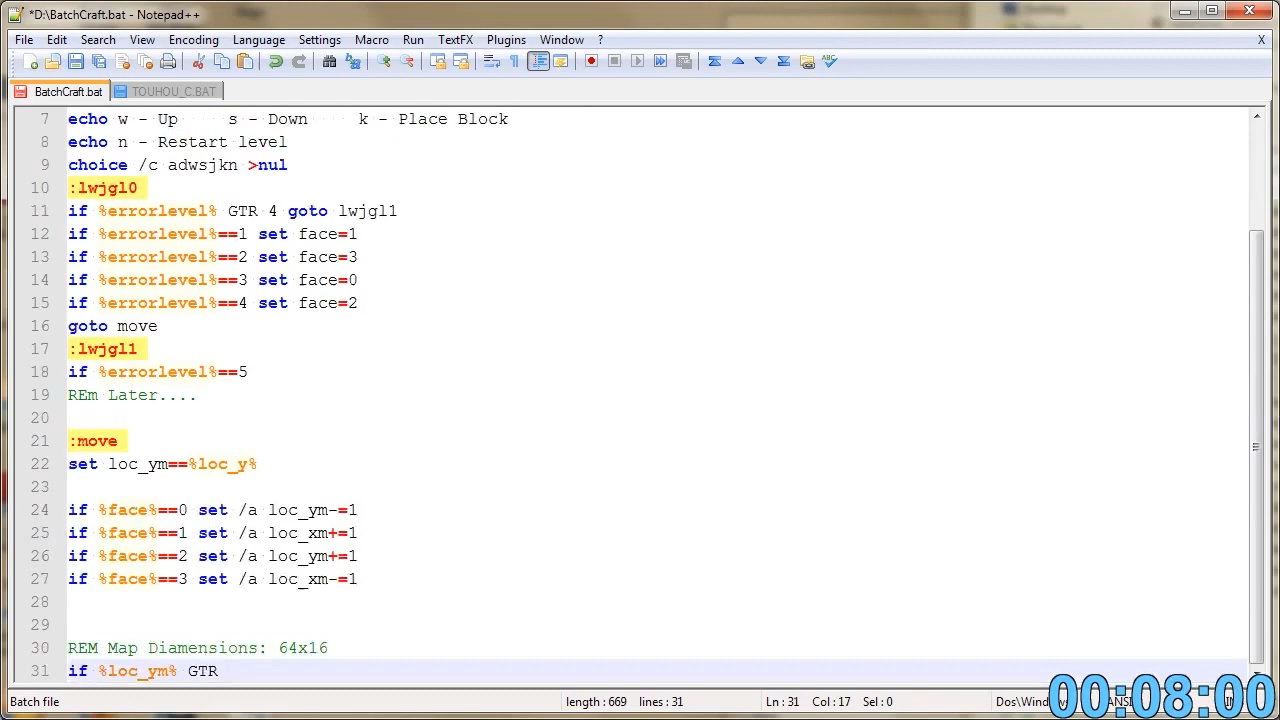 *D:\BatchCraft.bat - Notepad++
File Edit Search View Encoding Language Settings Macro Run TextFX Plugins Window ? X
BatchCraft.bat TOUHOU_C.BAT
7 echo w - Up s - Down k - Place Block
8 echo n - Restart level
9 choice /c adwsjkn >nul
10 :lwjgl0
11 if %errorlevel% GTR 4 goto lwjgl1
12 if %errorlevel%==1 set face=1
13 if %errorlevel%==2 set face=3
14 if %errorlevel%==3 set face=0
15 if %errorlevel%==4 set face=2
16 goto move
17 :lwjgl1
18 if %errorlevel%==5
19 REm Later....
20
21 :move
22 set loc_ym==%loc_y%
23
24 if %face%==0 set /a loc_ym-=1
25 if %face%==1 set /a loc_xm+=1
26 if %face%==2 set /a loc_ym+=1
27 if %face%==3 set /a loc_xm-=1
28
29
30 REM Map Diamensions: 64x16
31 if %loc_ym% GTR
Batch file length : 669 lines : 31 Ln : 31 Col : 17 Sel : 0
00:08:00